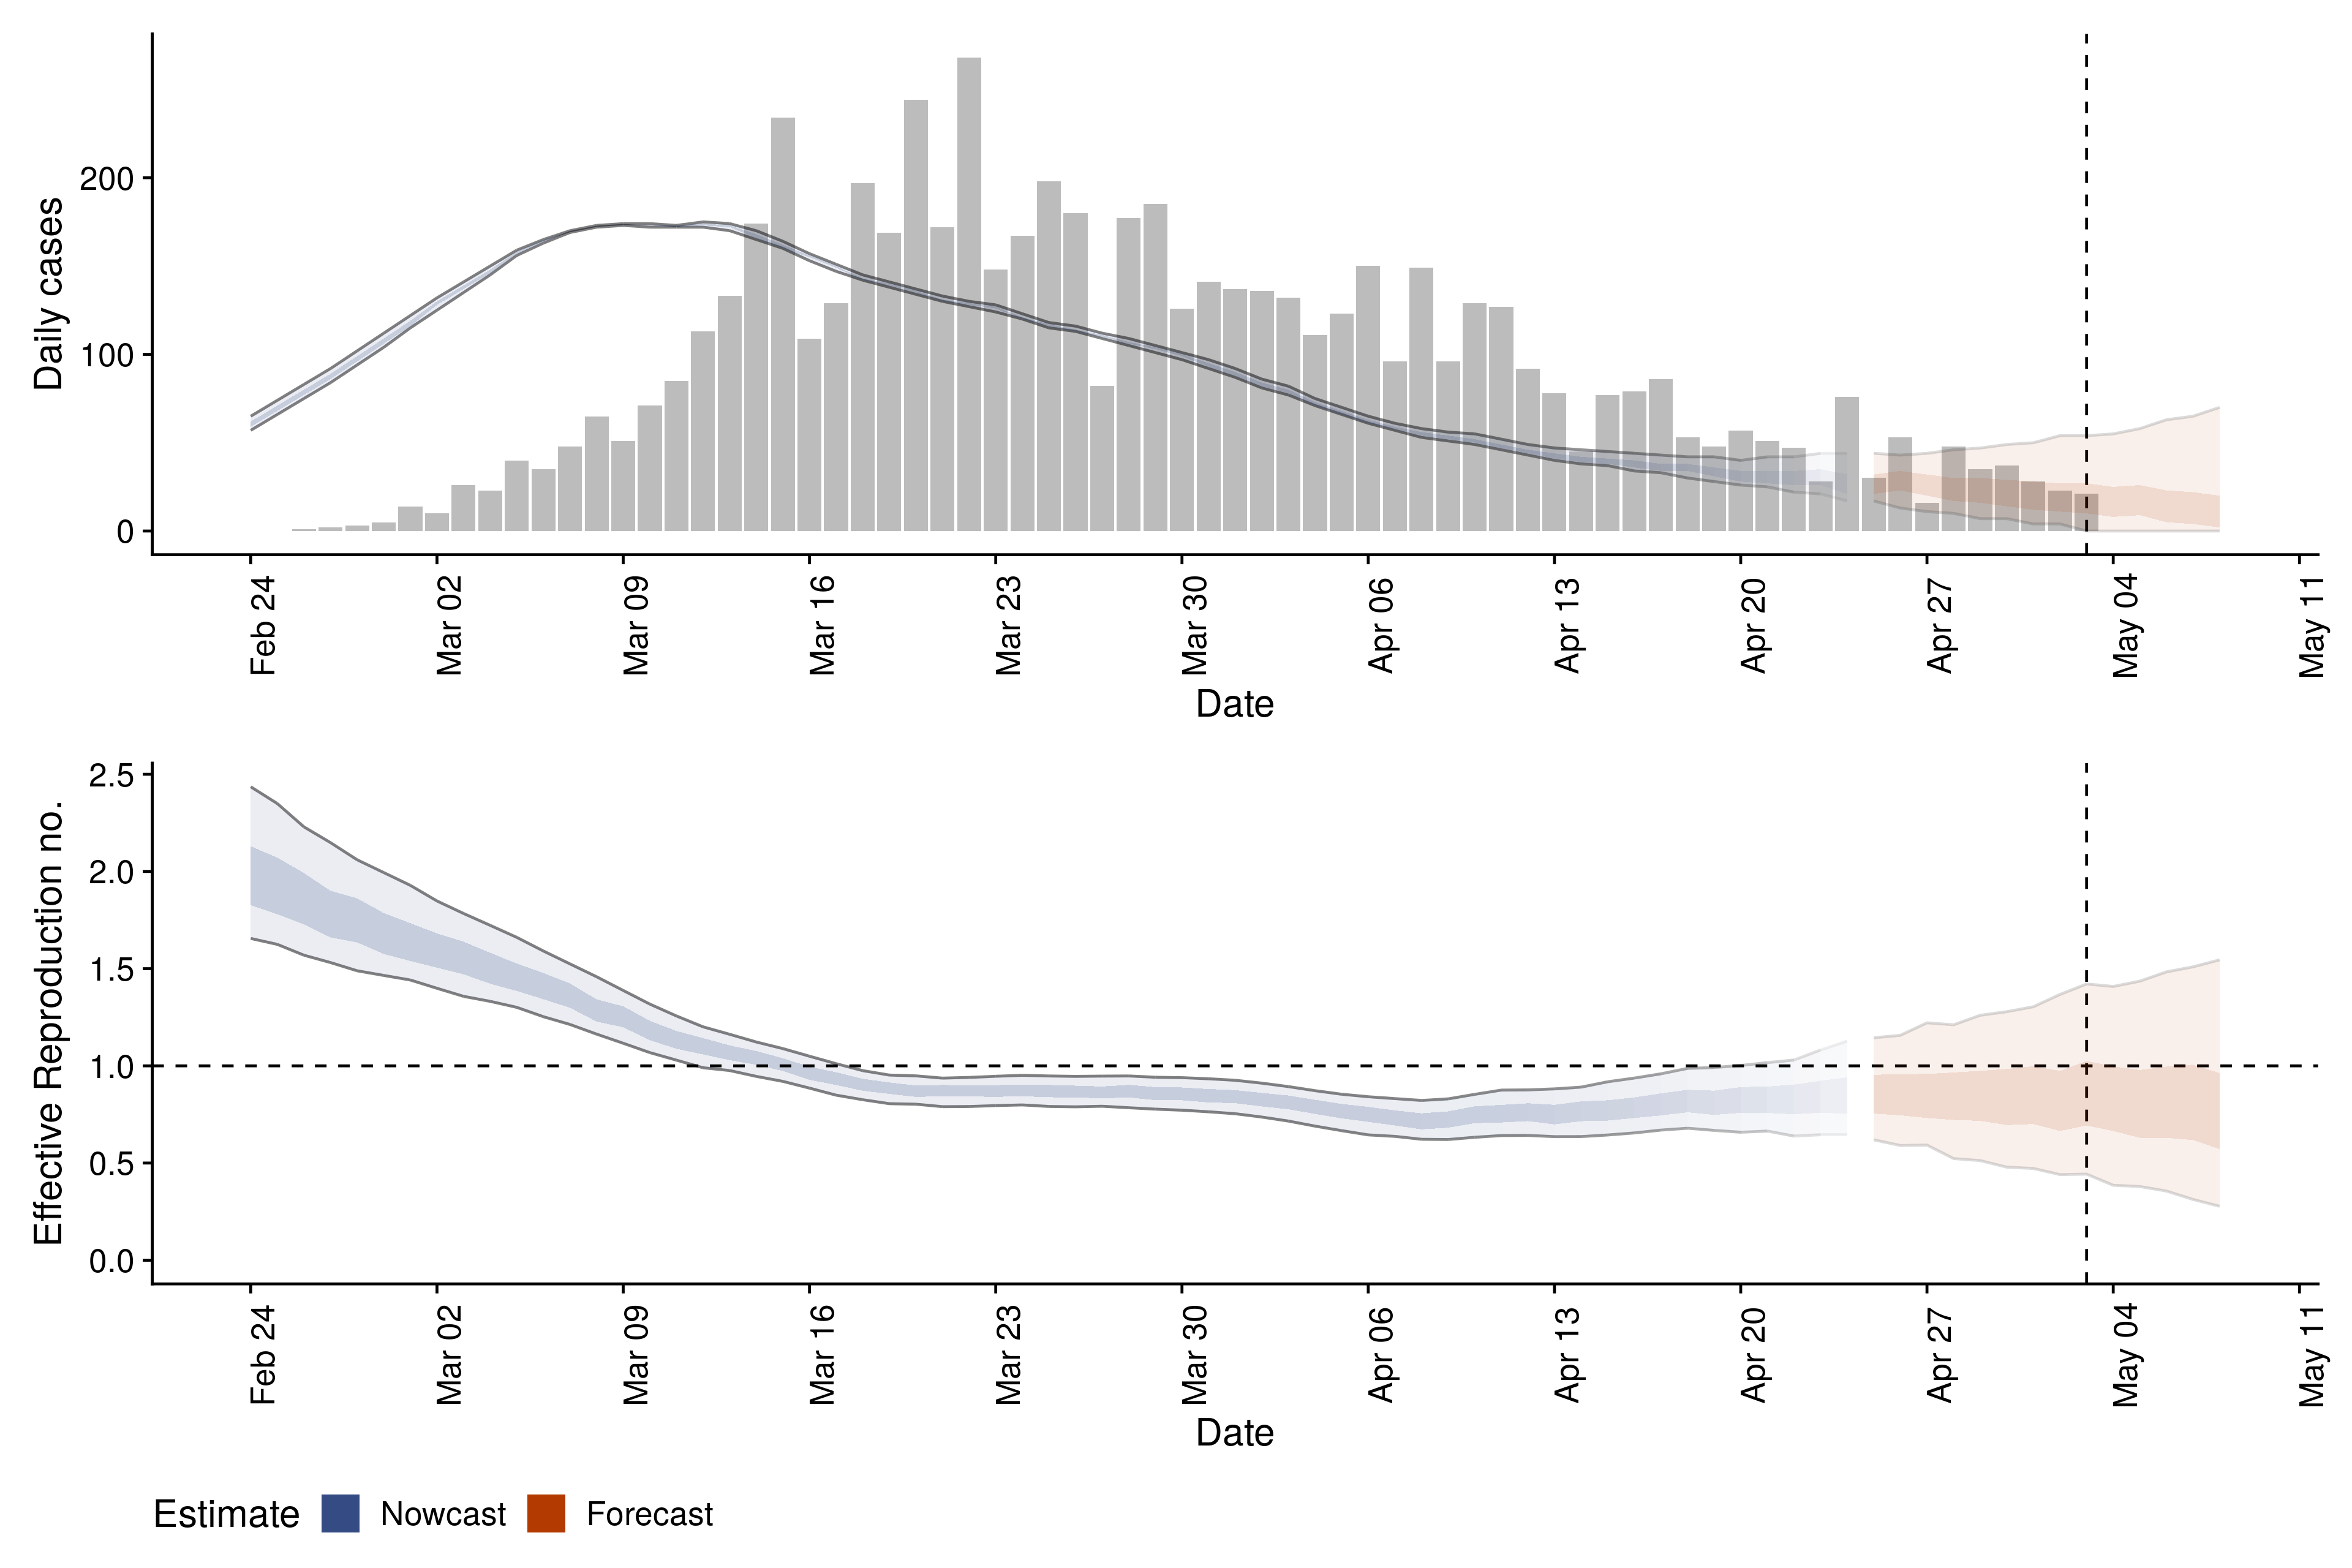 Daily cases
200
100
0
Feb 24
Mar 02
Mar 09
Mar 16
Mar 23
Mar 30
Apr 06
Apr 13
Apr 20
Apr 27
May 04
May 11
Date
Effective Reproduction no.
2.5
2.0
1.5
1.0
0.5
0.0
Feb 24
Mar 02
Mar 09
Mar 16
Mar 23
Mar 30
Apr 06
Apr 13
Apr 20
Apr 27
May 04
May 11
Date
Estimate Nowcast Forecast